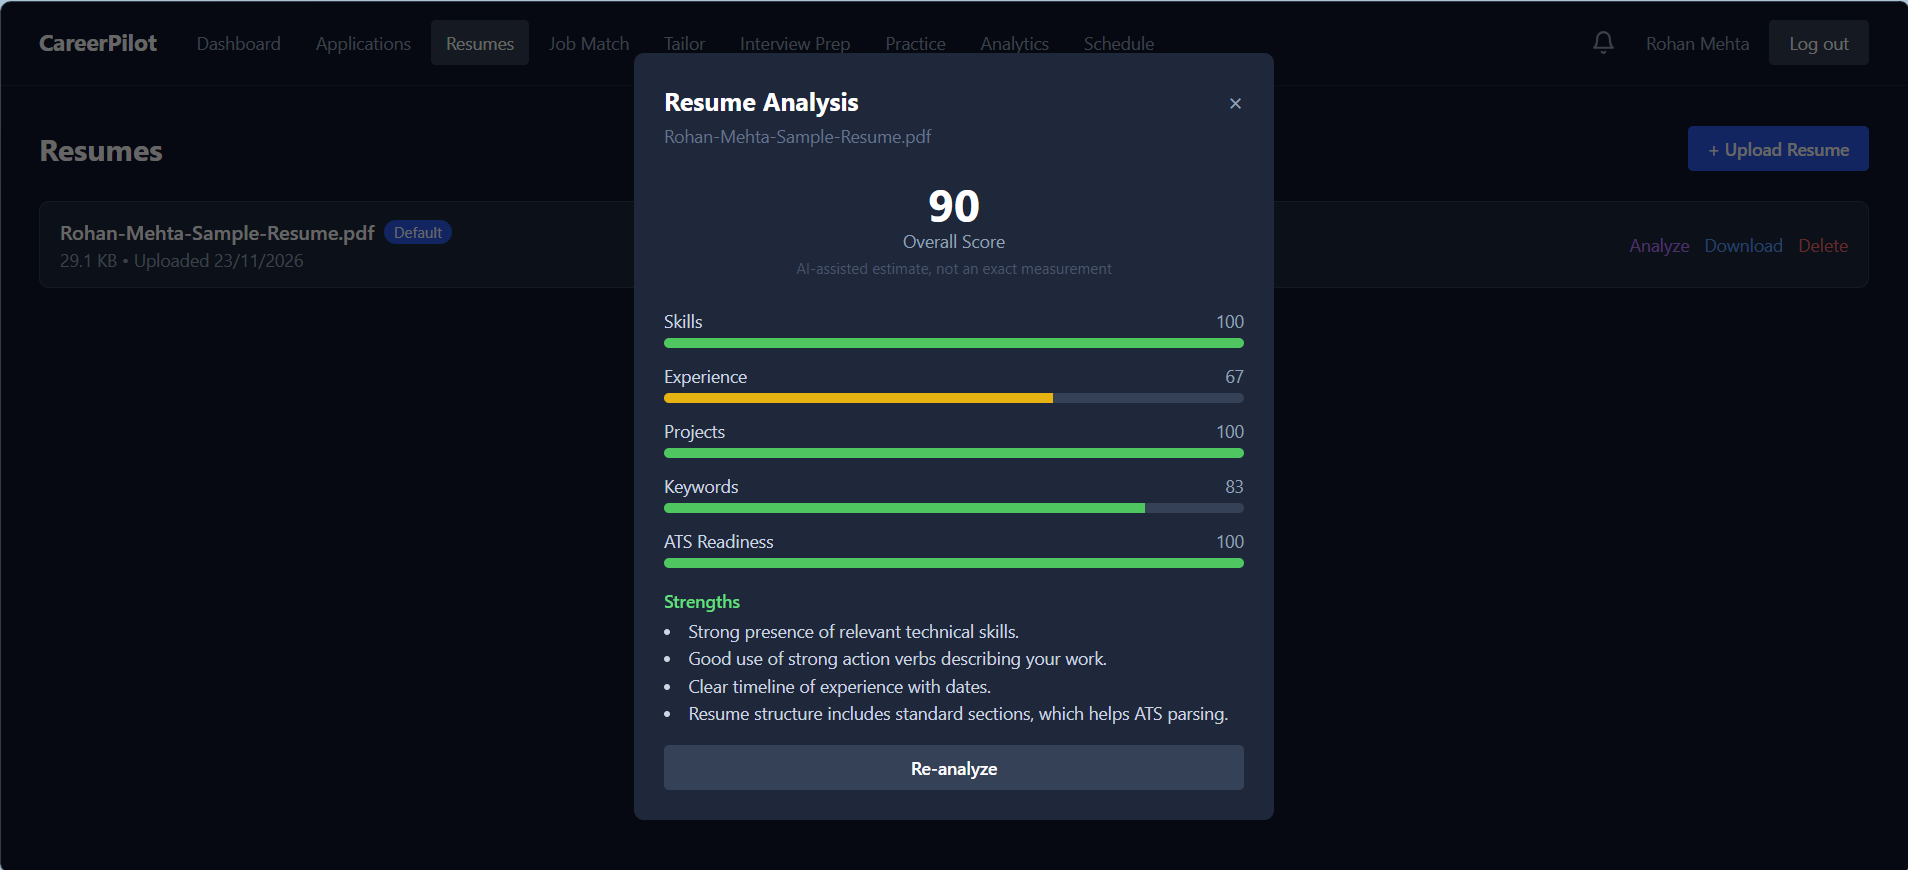 CareerPilot Dashboard Applications Resumes Job Match Tailor Interview Prep Practice Analytics Schedule Rohan Mehta Log out
Resumes
+ Upload Resume
Rohan-Mehta-Sample-Resume.pdf Default
29.1 KB • Uploaded 23/11/2026
Analyze Download Delete
Resume Analysis
×
Rohan-Mehta-Sample-Resume.pdf
90
Overall Score
AI-assisted estimate, not an exact measurement
Skills 100
Experience 67
Projects 100
Keywords 83
ATS Readiness 100
Strengths
• Strong presence of relevant technical skills.
• Good use of strong action verbs describing your work.
• Clear timeline of experience with dates.
• Resume structure includes standard sections, which helps ATS parsing.
Re-analyze